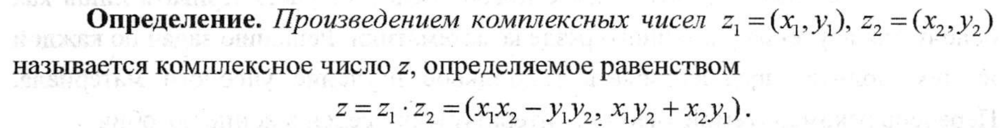 Определение. Произведением комплексных чисел z₁ = (x₁, y₁), z₂ = (x₂, y₂)
называется комплексное число z, определяемое равенством
z = z₁ · z₂ = (x₁x₂ − y₁y₂, x₁y₂ + x₂y₁).